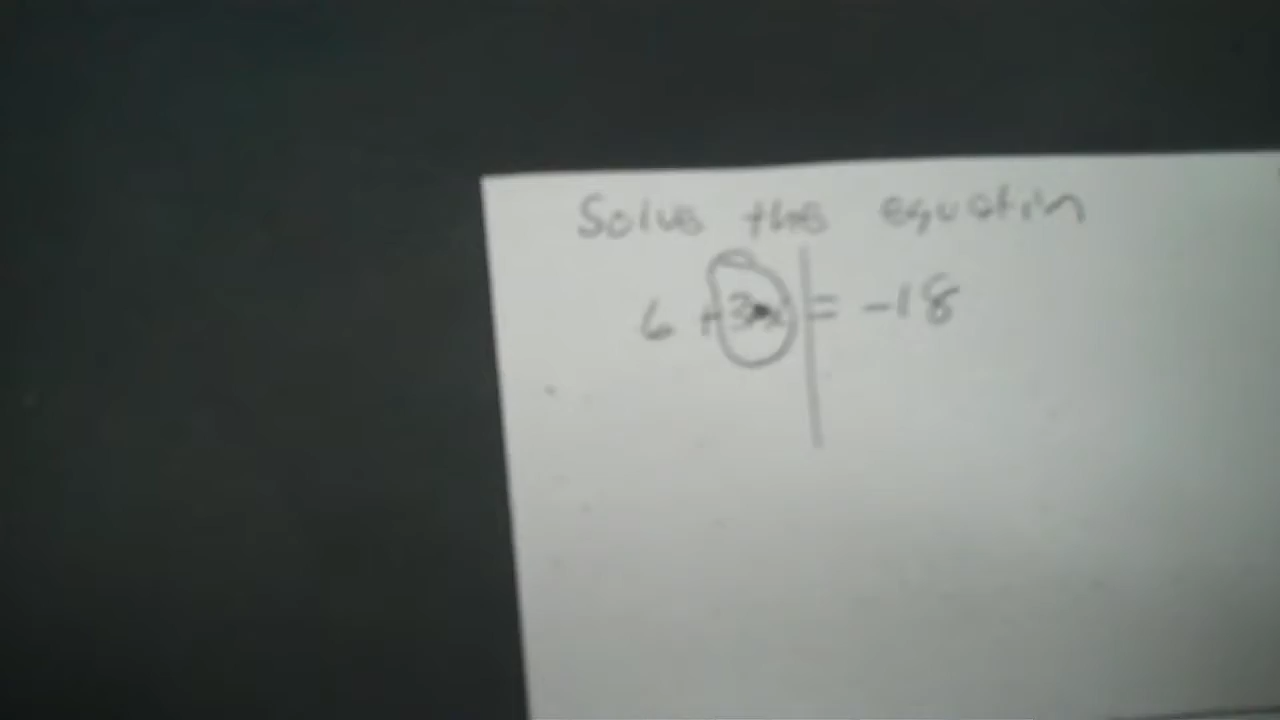 Solve the equation
6 + 3x = -18